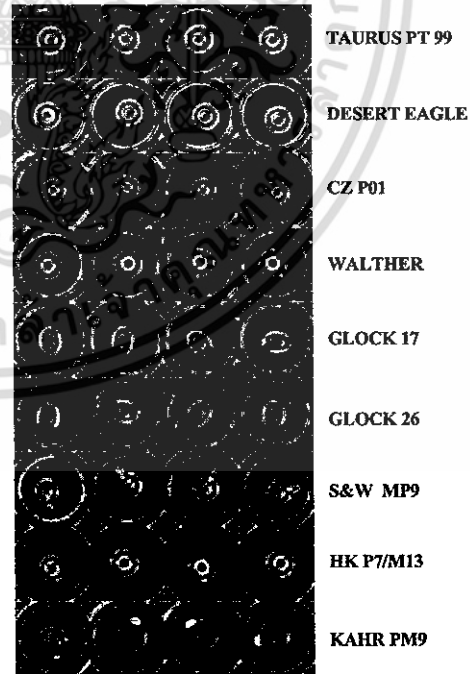 TAURUS PT 99
DESERT EAGLE
CZ P01
WALTHER
GLOCK 17
GLOCK 26
S&W MP9
HK P7/M13
KAHR PM9